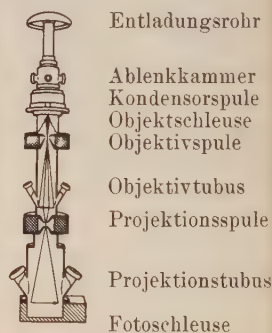 Entladungsrohr
Ablenkkammer
Kondensorspule
Objektschleuse
Objektivspule
Objektivtubus
Projektionsspule
Projektionstubus
Fotoschleuse